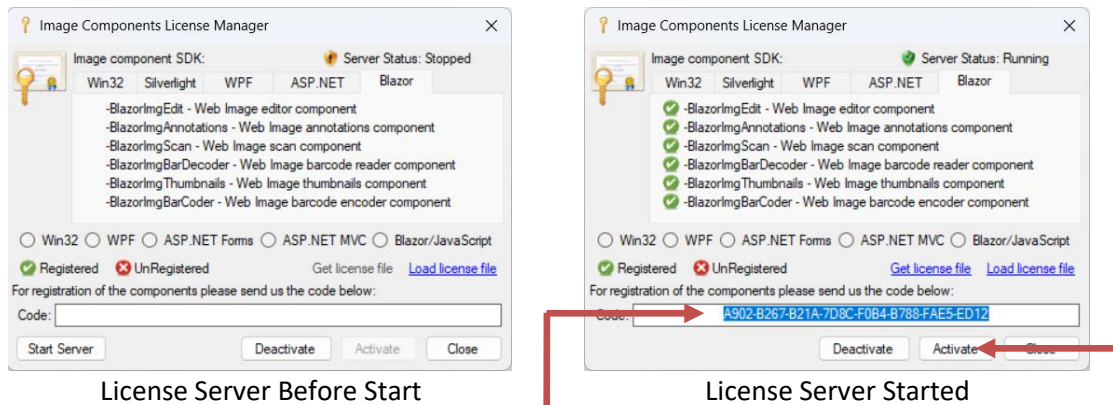 Image Components License Manager
Image component SDK:
Server Status: Stopped
Win32 Silverlight WPF ASP.NET Blazor
-BlazorImgEdit - Web Image editor component
-BlazorImgAnnotations - Web Image annotations component
-BlazorImgScan - Web Image scan component
-BlazorImgBarDecoder - Web Image barcode reader component
-BlazorImgThumbnails - Web Image thumbnails component
-BlazorImgBarCoder - Web Image barcode encoder component
Win32 WPF ASP.NET Forms ASP.NET MVC Blazor/JavaScript
Registered UnRegistered Get license file Load license file
For registration of the components please send us the code below:
Code:
Start Server Deactivate Activate Close
License Server Before Start
Image Components License Manager
Image component SDK:
Server Status: Running
Win32 Silverlight WPF ASP.NET Blazor
-BlazorImgEdit - Web Image editor component
-BlazorImgAnnotations - Web Image annotations component
-BlazorImgScan - Web Image scan component
-BlazorImgBarDecoder - Web Image barcode reader component
-BlazorImgThumbnails - Web Image thumbnails component
-BlazorImgBarCoder - Web Image barcode encoder component
Win32 WPF ASP.NET Forms ASP.NET MVC Blazor/JavaScript
Registered UnRegistered Get license file Load license file
For registration of the components please send us the code below:
Code: A902-B267-B21A-7D8C-F0B4-B788-FAE5-ED12
Deactivate Activate Close
License Server Started